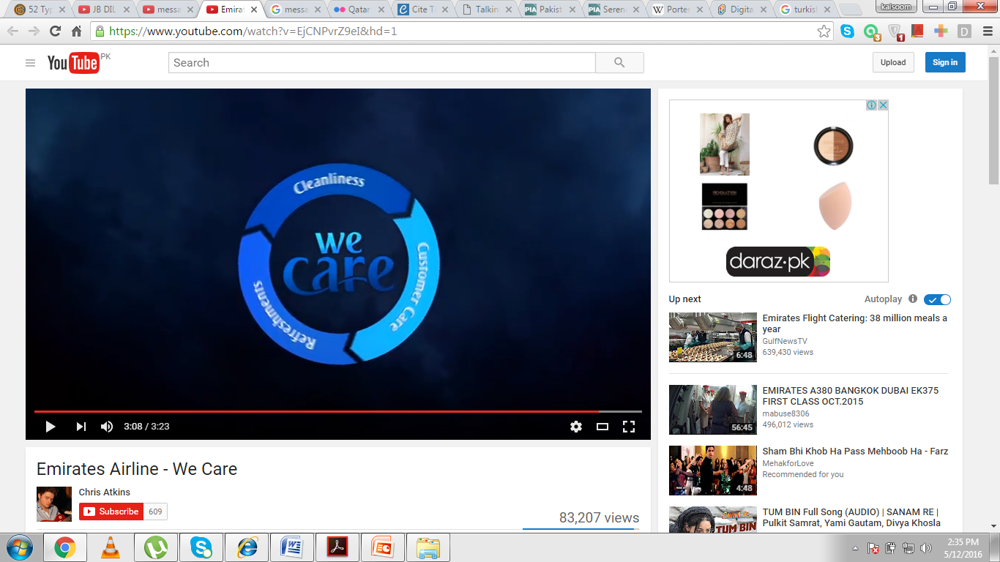 52 Typ
JB DIL
messa
Emirat
messa
Qatar
Cite T
Talkin
Pakist
Seren
Porte
Digita
turkis
kalsoom
https://www.youtube.com/watch?v=EjCNPvrZ9eI&hd=1
3
1
D
YouTube PK
Search
Upload
Sign in
Cleanliness
we
care
Customer Care
Refreshments
3:08 / 3:23
Emirates Airline - We Care
Chris Atkins
Subscribe 609
83,207 views
REVOLUTION
daraz.pk
Up next
Autoplay
Emirates Flight Catering: 38 million meals a
year
GulfNewsTV
639,430 views
6:48
EMIRATES A380 BANGKOK DUBAI EK375
FIRST CLASS OCT.2015
mabuse8306
496,012 views
56:45
Sham Bhi Khob Ha Pass Mehboob Ha - Farz
MehakforLove
Recommended for you
4:48
TUM BIN Full Song (AUDIO) | SANAM RE |
Pulkit Samrat, Yami Gautam, Divya Khosla
TUM BIN
2:35 PM
5/12/2016